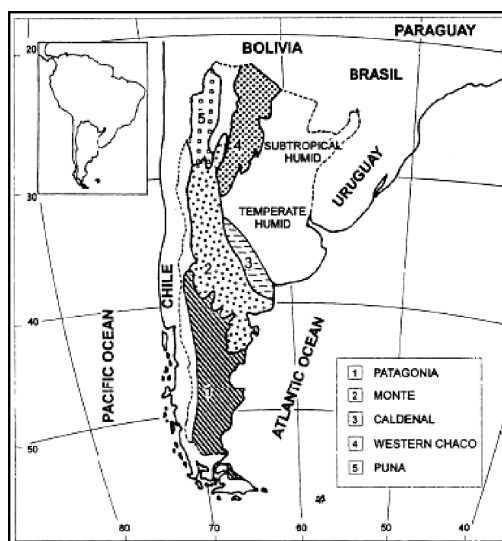 PARAGUAY
BOLIVIA
20
BRASIL
5
4
SUBTROPICAL
HUMID
URUGUAY
30
TEMPERATE
HUMID
3
2
CHILE
40
PACIFIC OCEAN
ATLANTIC OCEAN
1
1 PATAGONIA
2 MONTE
3 CALDENAL
4 WESTERN CHACO
5 PUNA
50
80
70
60
50
40